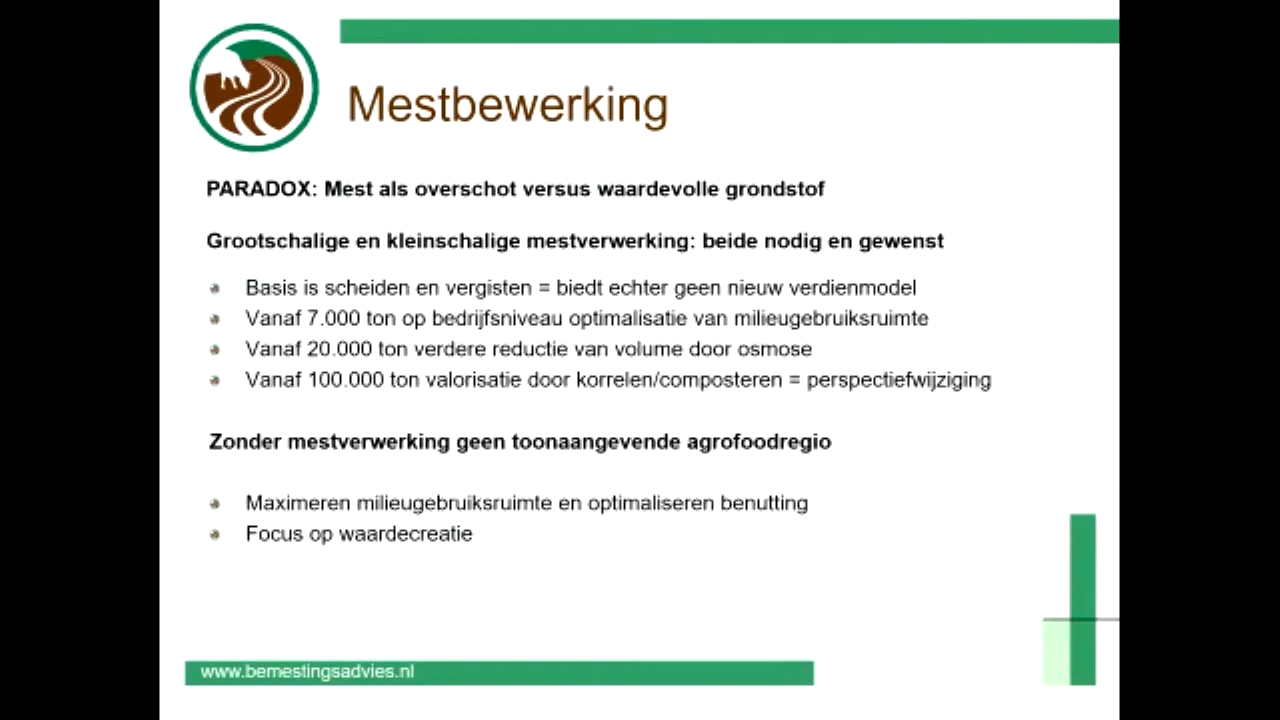 Mestbewerking
PARADOX: Mest als overschot versus waardevolle grondstof
Grootschalige en kleinschalige mestverwerking: beide nodig en gewenst
Basis is scheiden en vergisten = biedt echter geen nieuw verdienmodel
Vanaf 7.000 ton op bedrijfsniveau optimalisatie van milieugebruiksruimte
Vanaf 20.000 ton verdere reductie van volume door osmose
Vanaf 100.000 ton valorisatie door korrelen/composteren = perspectiefwijziging
Zonder mestverwerking geen toonaangevende agrofoodregio
Maximeren milieugebruiksruimte en optimaliseren benutting
Focus op waardecreatie
www.bemestingsadvies.nl